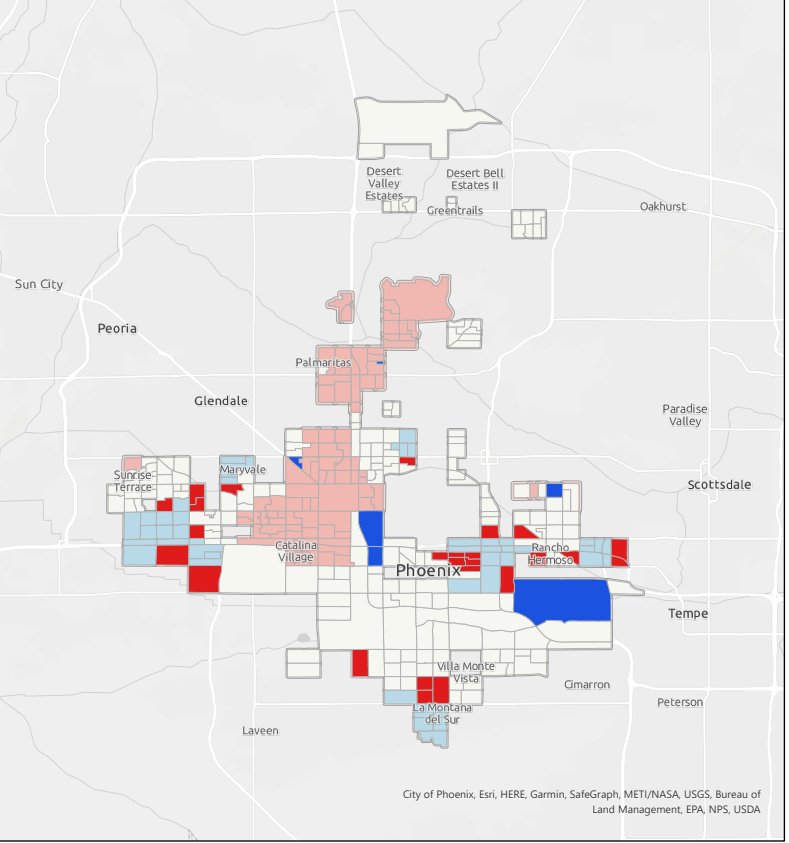 Desert
Valley
Estates
Desert Bell
Estates II
Greentrails
Oakhurst
Sun City
Peoria
Palmaritas
Glendale
Paradise
Valley
Sunrise
Terrace
Maryvale
Scottsdale
Catalina
Village
Rancho
Hermoso
Phoenix
Tempe
Villa Monte
Vista
Cimarron
Peterson
La Montana
del Sur
Laveen
City of Phoenix, Esri, HERE, Garmin, SafeGraph, METI/NASA, USGS, Bureau of
Land Management, EPA, NPS, USDA